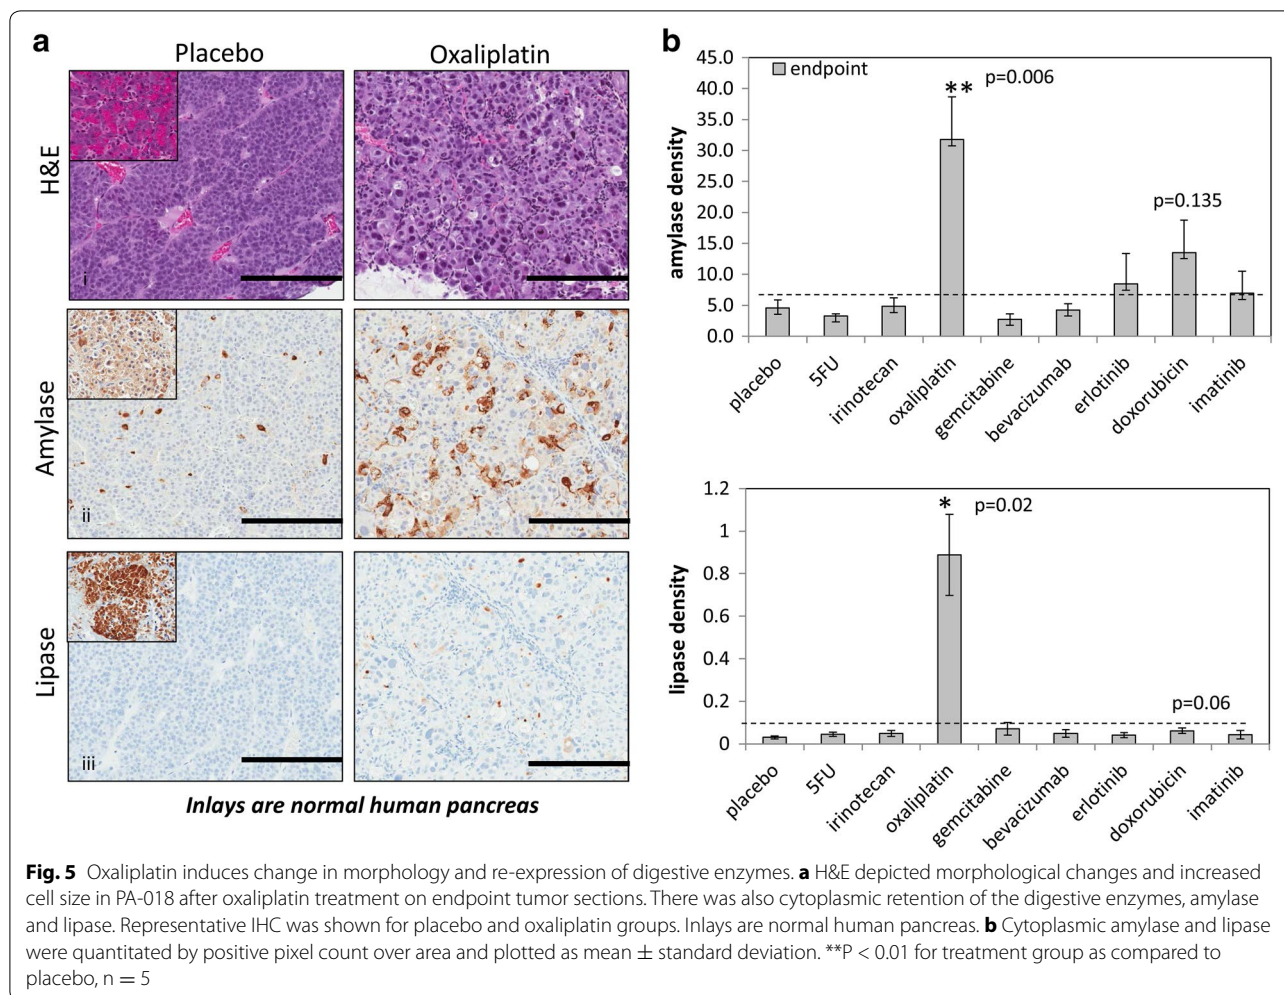 a
Placebo
Oxaliplatin
H&E
i
Amylase
ii
Lipase
iii
Inlays are normal human pancreas
b
45.0
40.0
35.0
30.0
25.0
20.0
15.0
10.0
5.0
0.0
amylase density
endpoint
** p=0.006
p=0.135
placebo
5FU
irinotecan
oxaliplatin
gemcitabine
bevacizumab
erlotinib
doxorubicin
imatinib
1.2
1
0.8
0.6
0.4
0.2
0
lipase density
* p=0.02
p=0.06
placebo
5FU
irinotecan
oxaliplatin
gemcitabine
bevacizumab
erlotinib
doxorubicin
imatinib
Fig. 5 Oxaliplatin induces change in morphology and re-expression of digestive enzymes. a H&E depicted morphological changes and increased
cell size in PA-018 after oxaliplatin treatment on endpoint tumor sections. There was also cytoplasmic retention of the digestive enzymes, amylase
and lipase. Representative IHC was shown for placebo and oxaliplatin groups. Inlays are normal human pancreas. b Cytoplasmic amylase and lipase
were quantitated by positive pixel count over area and plotted as mean ± standard deviation. **P < 0.01 for treatment group as compared to
placebo, n = 5